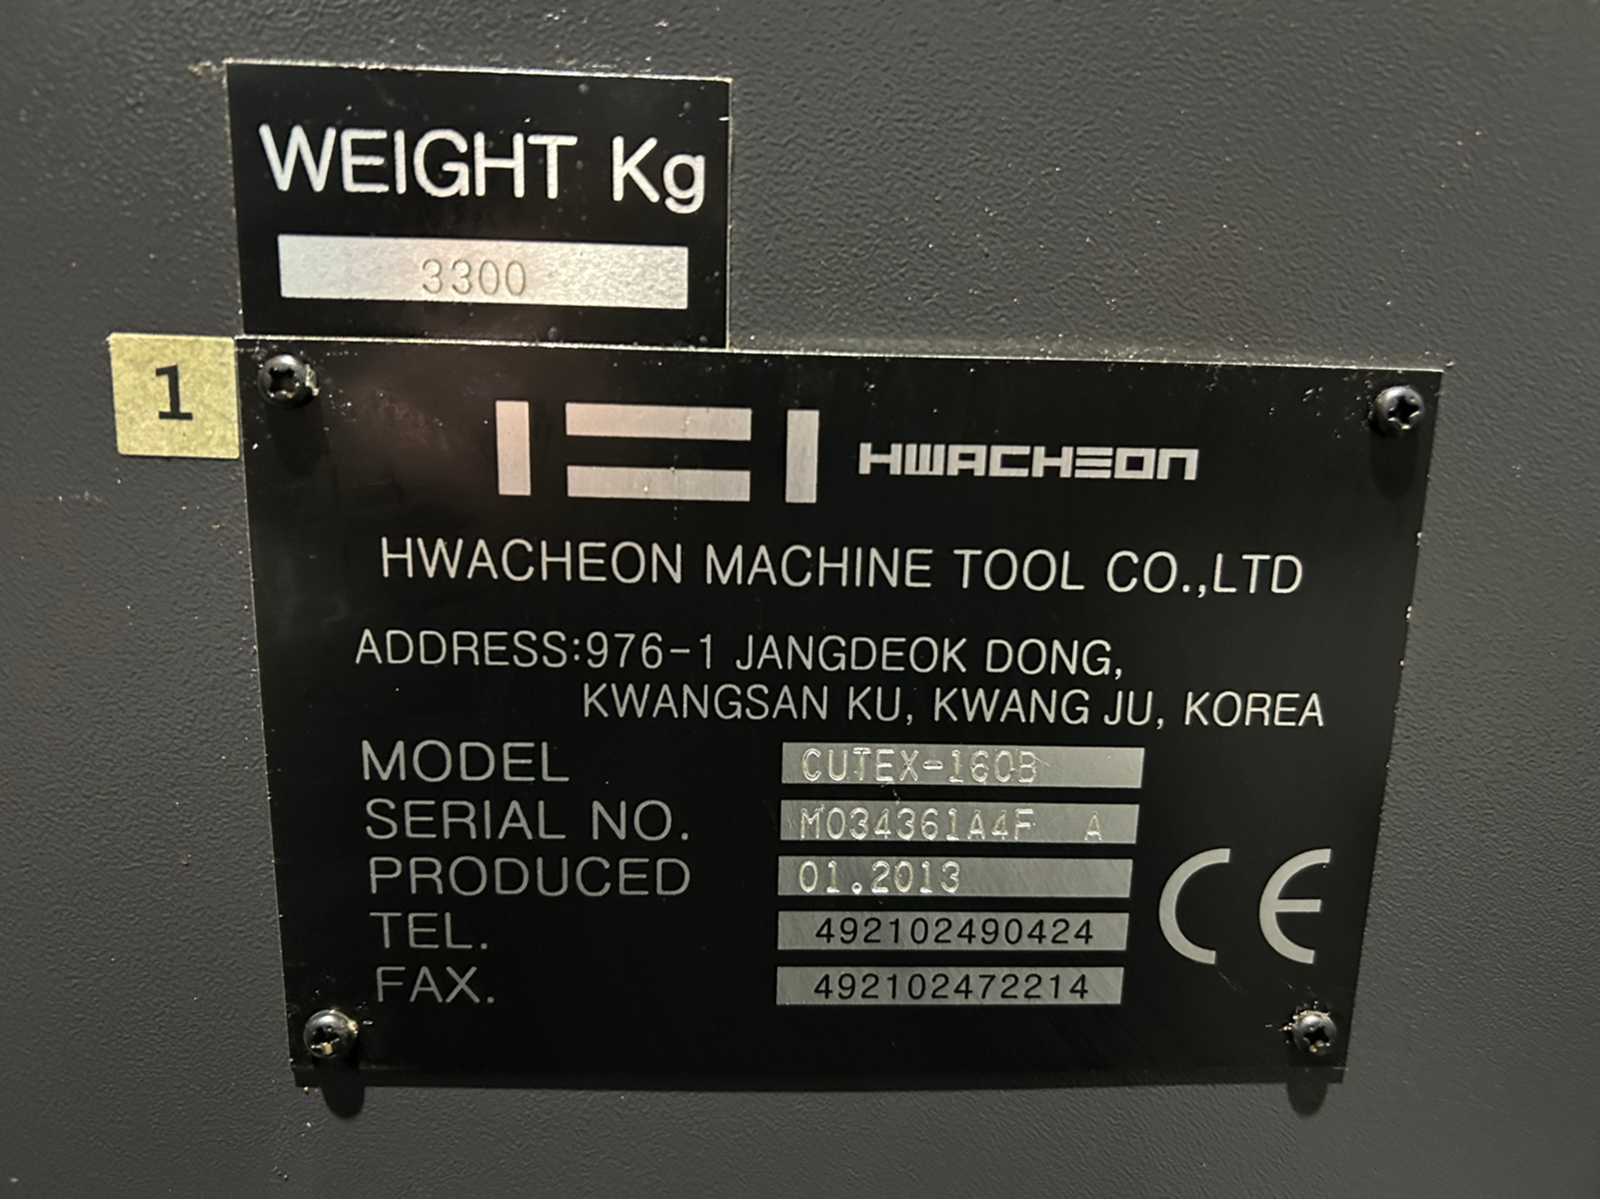 WEIGHT Kg
3300
1
HWACHEON
HWACHEON MACHINE TOOL CO.,LTD
ADDRESS:976-1 JANGDEOK DONG,
KWANGSAN KU, KWANG JU, KOREA
MODEL CUTEX-160B
SERIAL NO. M034361A4F A
PRODUCED 01.2013
TEL. 492102490424
FAX. 492102472214
CE